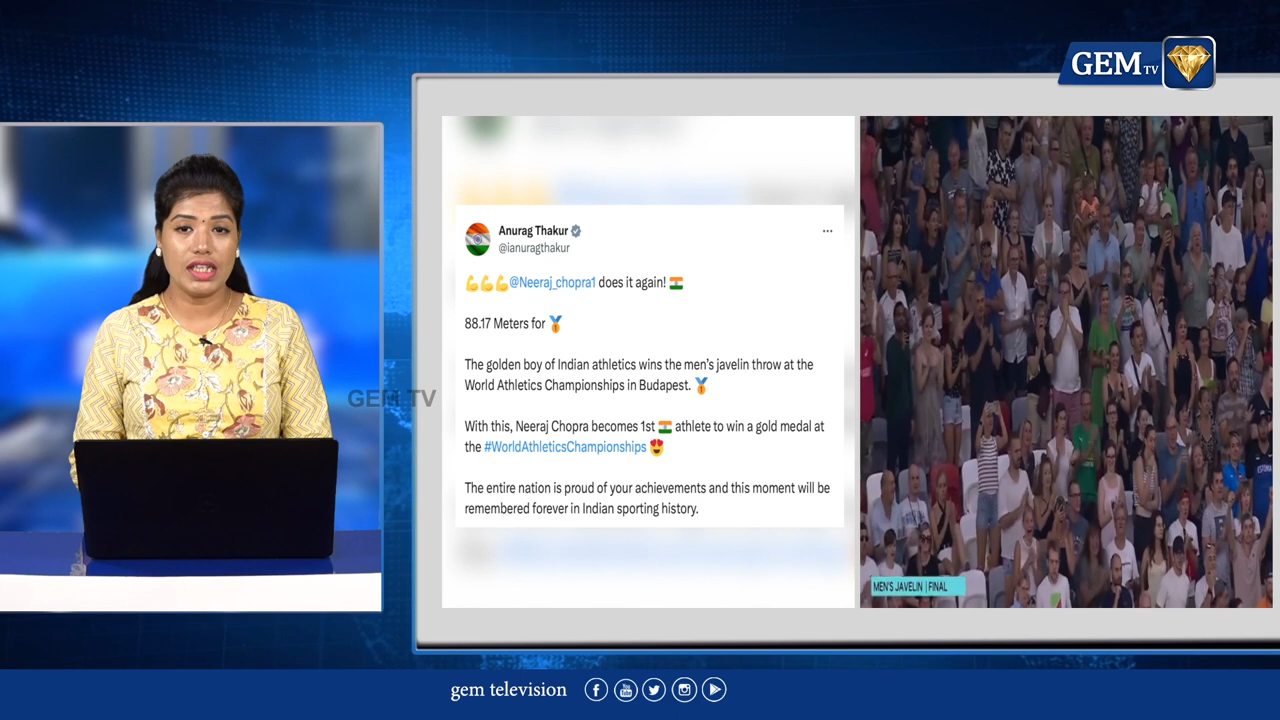 GEM TV
Anurag Thakur
@ianuragthakur
💪💪💪@Neeraj_chopra1 does it again! 🇮🇳
88.17 Meters for 🥇
The golden boy of Indian athletics wins the men's javelin throw at the
World Athletics Championships in Budapest. 🥇
With this, Neeraj Chopra becomes 1st 🇮🇳 athlete to win a gold medal at
the #WorldAthleticsChampionships 😍
The entire nation is proud of your achievements and this moment will be
remembered forever in Indian sporting history.
GEM TV
MEN'S JAVELIN | FINAL
gem television